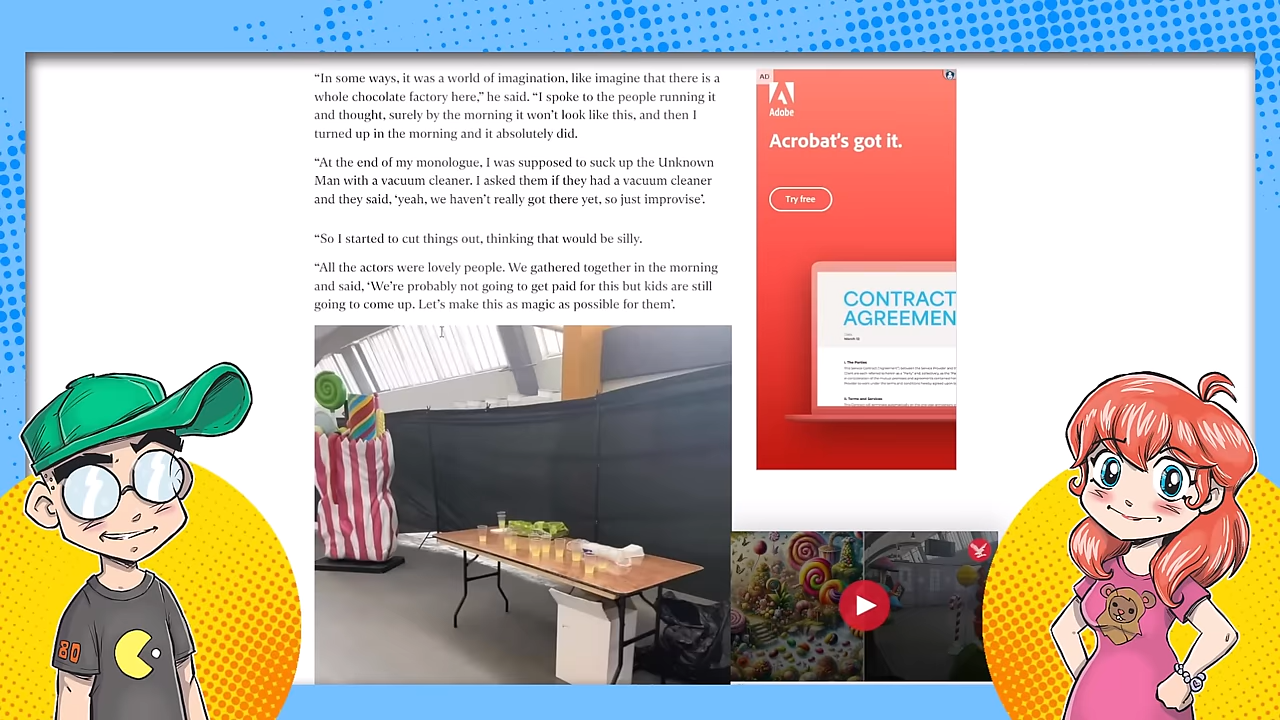 “In some ways, it was a world of imagination, like imagine that there is a
whole chocolate factory here,” he said. “I spoke to the people running it
and thought, surely by the morning it won’t look like this, and then I
turned up in the morning and it absolutely did.
“At the end of my monologue, I was supposed to suck up the Unknown
Man with a vacuum cleaner. I asked them if they had a vacuum cleaner
and they said, ‘yeah, we haven’t really got there yet, so just improvise’.
“So I started to cut things out, thinking that would be silly.
“All the actors were lovely people. We gathered together in the morning
and said, ‘We’re probably not going to get paid for this but kids are still
going to come up. Let’s make this as magic as possible for them’.
AD
Adobe
Acrobat’s got it.
Try free
CONTRACT
AGREEMEN
I. The Parties
II. Terms and Services
80